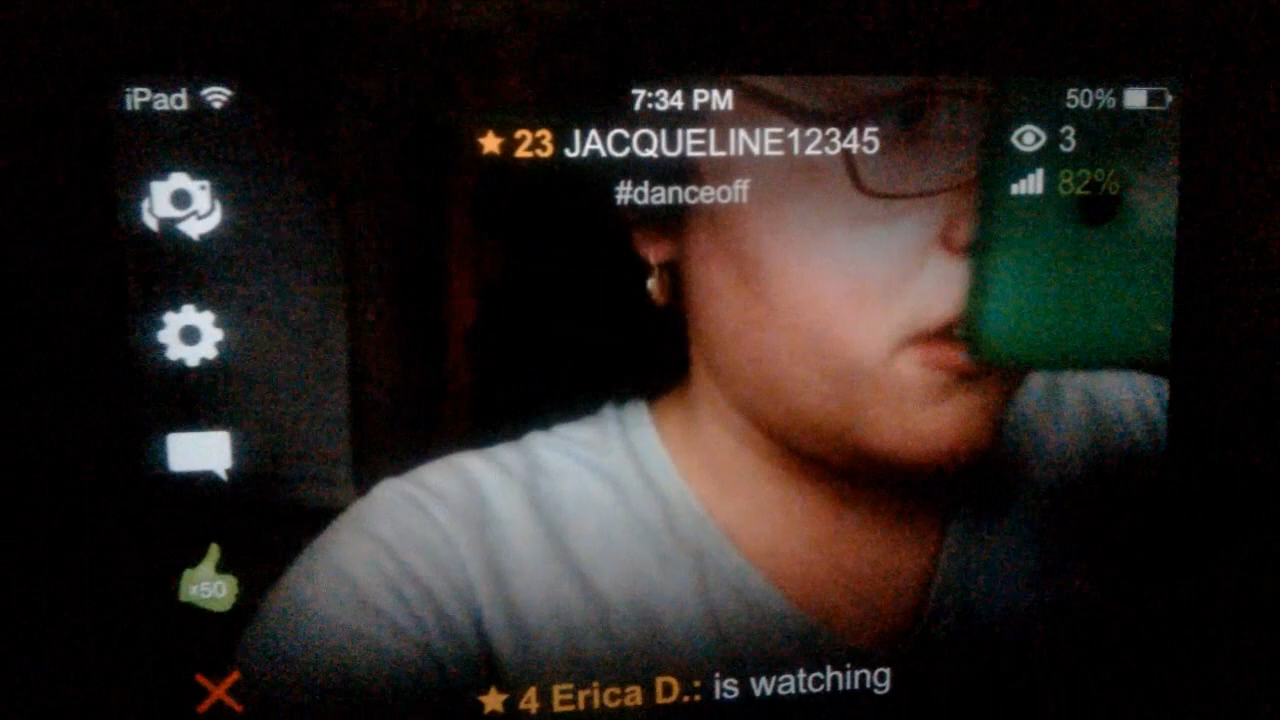 iPad 7:34 PM 50%
23 JACQUELINE12345 3
#danceoff 82%
x50
4 Erica D.: is watching